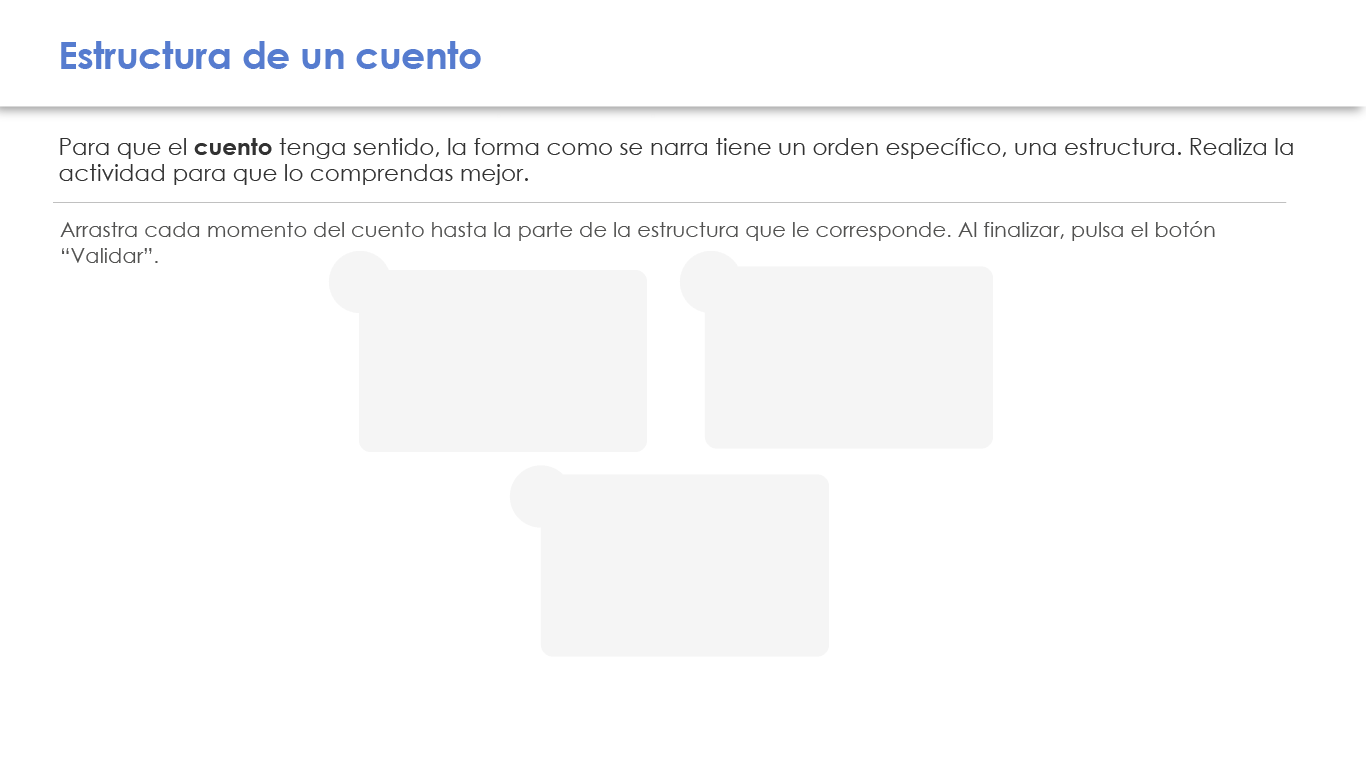 Estructura de un cuento
Para que el cuento tenga sentido, la forma como se narra tiene un orden específico, una estructura. Realiza la
actividad para que lo comprendas mejor.
Arrastra cada momento del cuento hasta la parte de la estructura que le corresponde. Al finalizar, pulsa el botón
“Validar”.